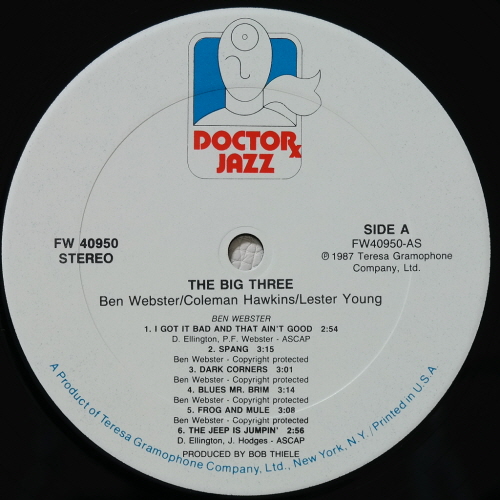 DOCTOR
JAZZ
FW 40950
STEREO
SIDE A
FW40950-AS
℗ 1987 Teresa Gramophone
Company, Ltd.
THE BIG THREE
Ben Webster/Coleman Hawkins/Lester Young
BEN WEBSTER
1. I GOT IT BAD AND THAT AIN'T GOOD 2:54
D. Ellington, P.F. Webster - ASCAP
2. SPANG 3:15
Ben Webster - Copyright protected
3. DARK CORNERS 3:01
Ben Webster - Copyright protected
4. BLUES MR. BRIM 3:14
Ben Webster - Copyright protected
5. FROG AND MULE 3:08
Ben Webster - Copyright protected
6. THE JEEP IS JUMPIN' 2:56
D. Ellington, J. Hodges - ASCAP
PRODUCED BY BOB THIELE
A Product of Teresa Gramophone Company, Ltd., New York, N.Y./Printed in U.S.A